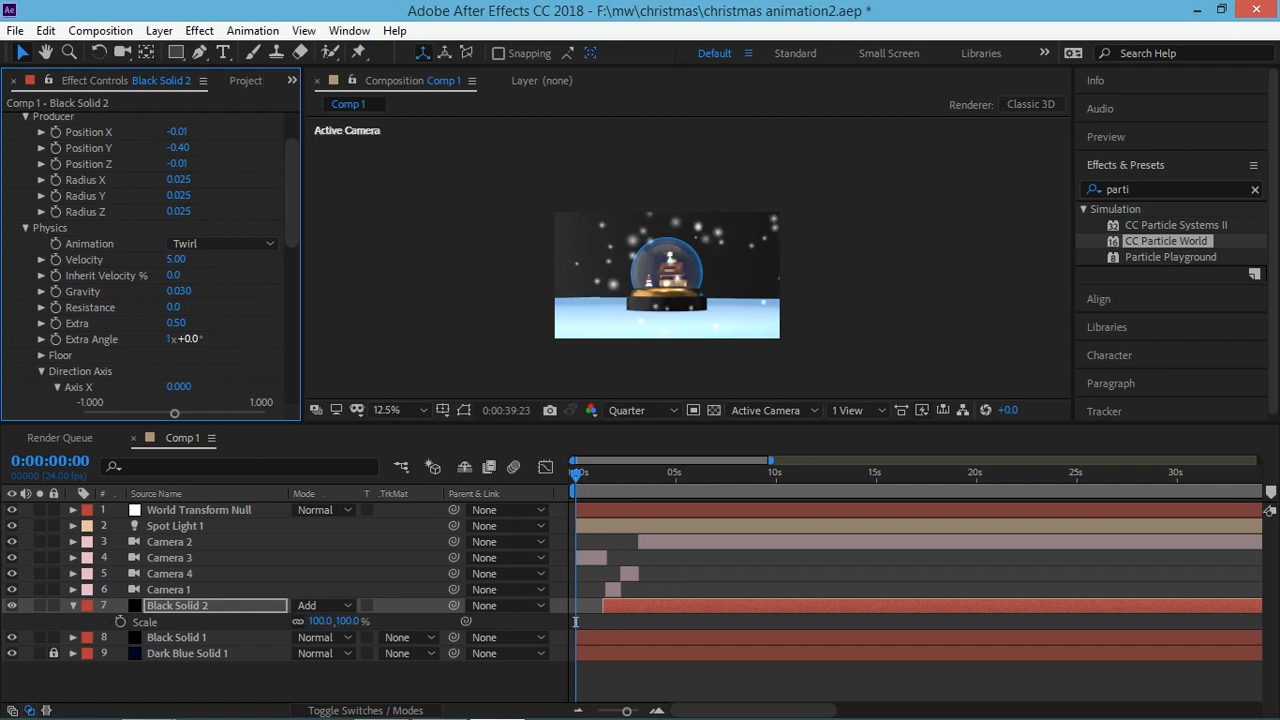 Ae Adobe After Effects CC 2018 - F:\mw\christmas\christmas animation2.aep *
File Edit Composition Layer Effect Animation View Window Help
Snapping Default Standard Small Screen Libraries Search Help
Effect Controls Black Solid 2 Project Composition Comp 1 Layer (none) Info
Comp 1 • Black Solid 2 Comp 1 Renderer: Classic 3D Audio
Producer
Position X -0.01 Active Camera Preview
Position Y -0.40
Position Z -0.01 Effects & Presets
Radius X 0.025 parti
Radius Y 0.025
Radius Z 0.025 Simulation
Physics CC Particle Systems II
Animation Twirl CC Particle World
Velocity 5.00 Particle Playground
Inherit Velocity % 0.0
Gravity 0.030 Align
Resistance 0.0
Extra 0.50 Libraries
Extra Angle 1x+0.0°
Floor Character
Direction Axis
Axis X 0.000 Paragraph
-1.000 1.000
12.5% 0:00:39:23 Quarter Active Camera 1 View +0.0 Tracker
Render Queue Comp 1
0:00:00:00
00000 (24.00 fps) 05s 10s 15s 20s 25s 30s
# Source Name Mode T .TrkMat Parent & Link
1 World Transform Null Normal None
2 Spot Light 1 None
3 Camera 2 None
4 Camera 3 None
5 Camera 4 None
6 Camera 1 None
7 Black Solid 2 Add None
Scale 100.0,100.0 %
8 Black Solid 1 Normal None None
9 Dark Blue Solid 1 Normal None None
Toggle Switches / Modes